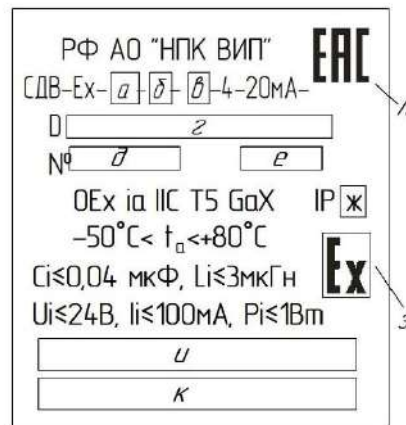 РФ АО "НПК ВИП"
EAC
СДВ-Ex-а-б-в-4-20мА-
D г
№ д е
0Ex ia IIC T5 GaX IP ж
-50°C< tₐ<+80°C
Ci≤0,04 мкФ, Li≤3мкГн
Ex
Ui≤24В, Ii≤100мА, Pi≤1Вт
и
к